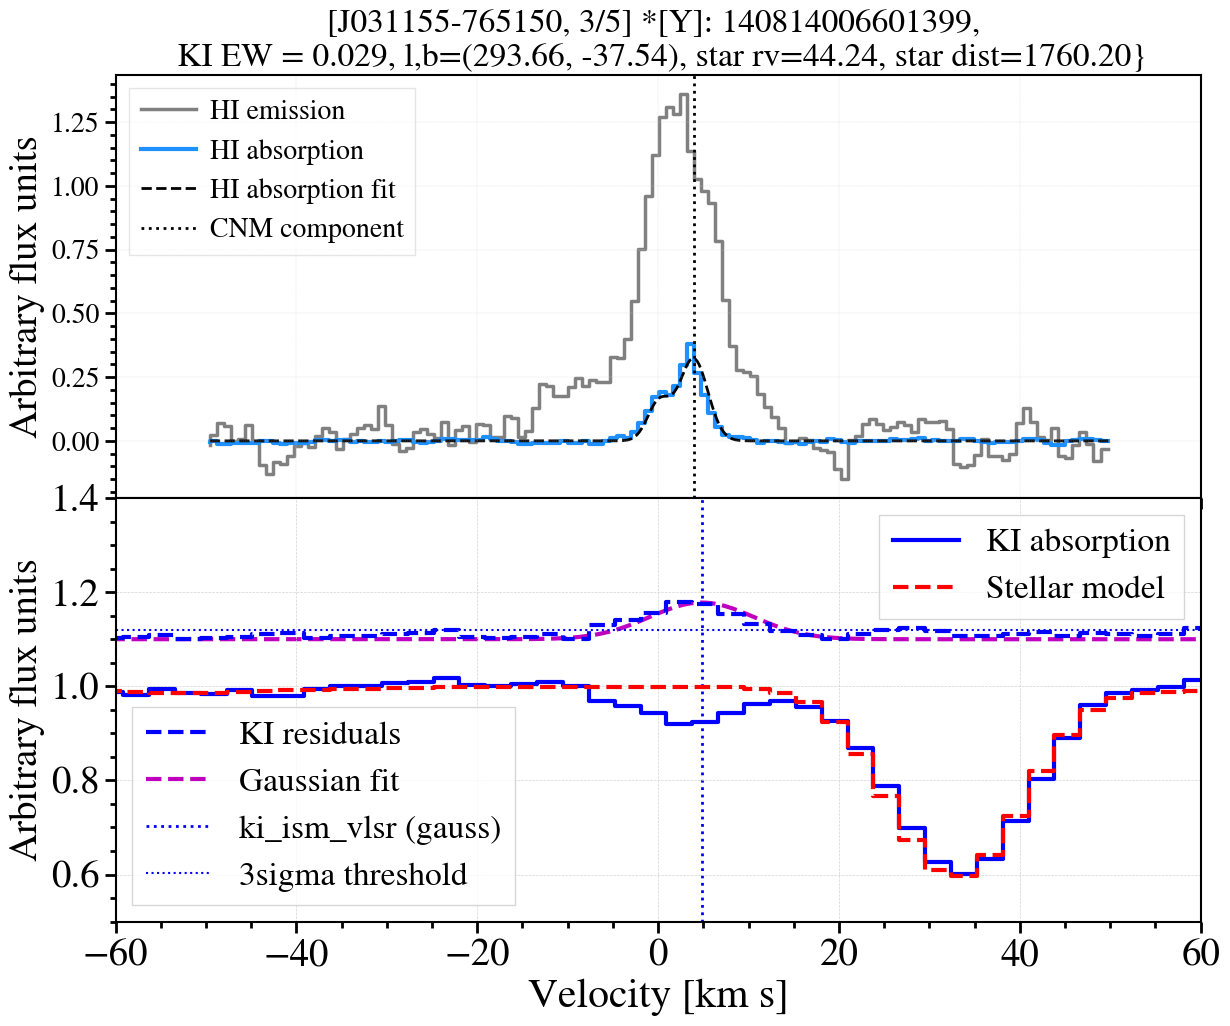 [J031155-765150, 3/5] *[Y]: 140814006601399,
KI EW = 0.029, l,b=(293.66, -37.54), star rv=44.24, star dist=1760.20}
HI emission
HI absorption
HI absorption fit
CNM component
Arbitrary flux units
1.25
1.00
0.75
0.50
0.25
0.00
KI absorption
Stellar model
KI residuals
Gaussian fit
ki_ism_vlsr (gauss)
3sigma threshold
Arbitrary flux units
1.4
1.2
1.0
0.8
0.6
−60 −40 −20 0 20 40 60
Velocity [km s]